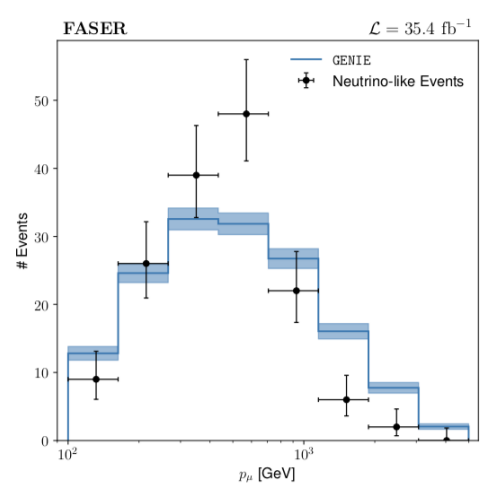 FASER
𝓛 = 35.4 fb⁻¹
GENIE
Neutrino-like Events
# Events
50
40
30
20
10
0
10²
10³
pμ [GeV]